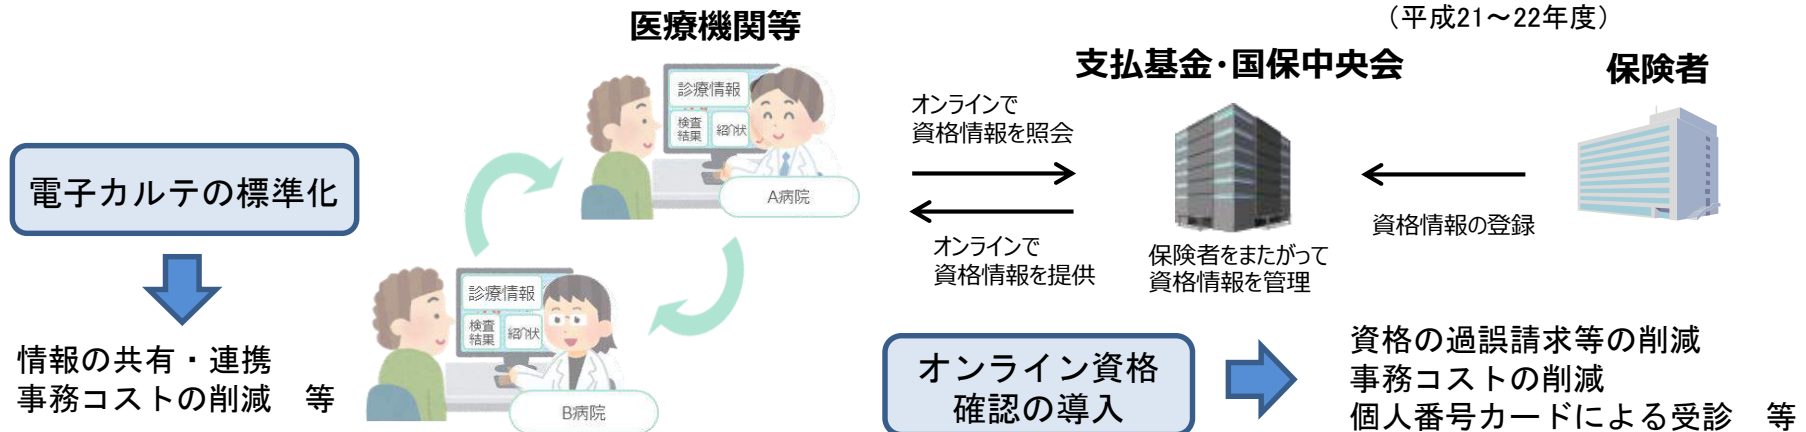 （平成21～22年度）
医療機関等
支払基金・国保中央会
保険者
診療情報
検査
結果
紹介状
A病院
オンラインで
資格情報を照会
オンラインで
資格情報を提供
保険者をまたがって
資格情報を管理
資格情報の登録
電子カルテの標準化
情報の共有・連携
事務コストの削減　等
診療情報
検査
結果
紹介状
B病院
オンライン資格
確認の導入
資格の過誤請求等の削減
事務コストの削減
個人番号カードによる受診　等